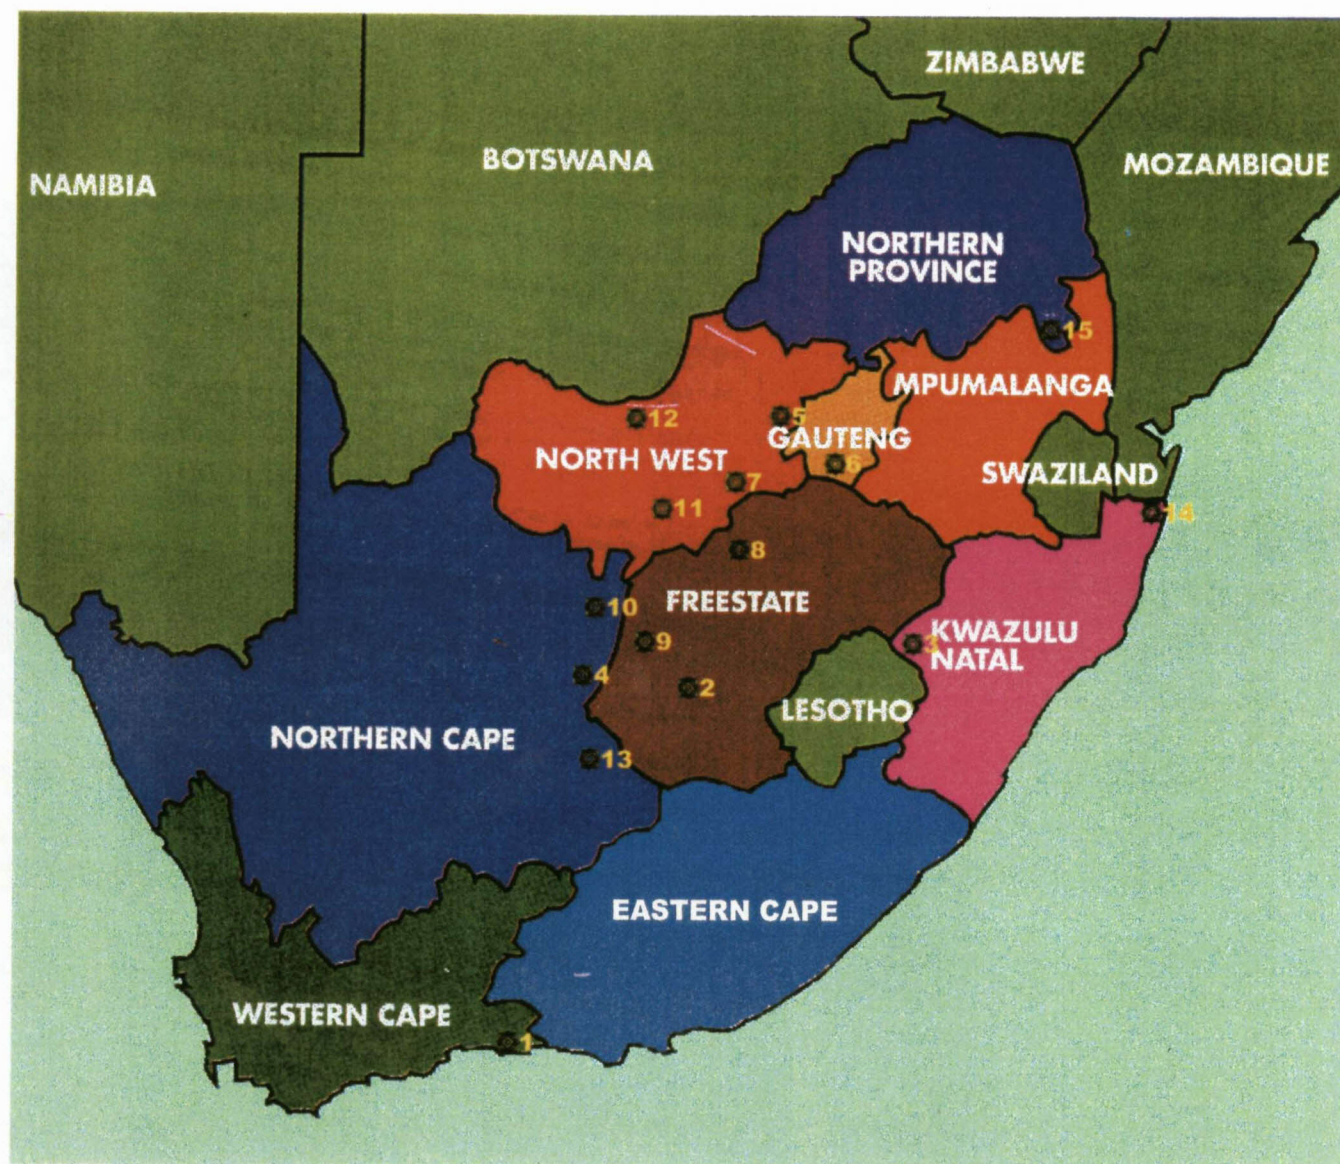 ZIMBABWE
BOTSWANA
MOZAMBIQUE
NAMIBIA
NORTHERN
PROVINCE
15
MPUMALANGA
12
5
GAUTENG
NORTH WEST
6
SWAZILAND
7
11
14
8
FREESTATE
10
KWAZULU
NATAL
3
9
4
2
LESOTHO
NORTHERN CAPE
13
EASTERN CAPE
WESTERN CAPE
1